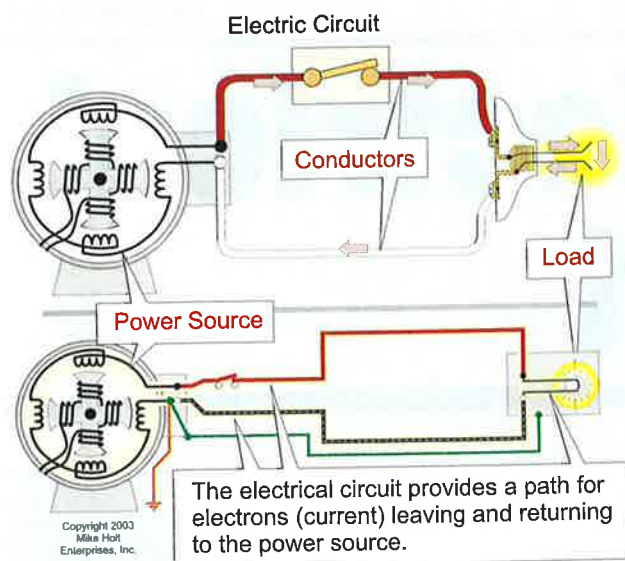 Electric Circuit
Conductors
Load
Power Source
The electrical circuit provides a path for
electrons (current) leaving and returning
to the power source.
Copyright 2003
Mike Holt
Enterprises, Inc.